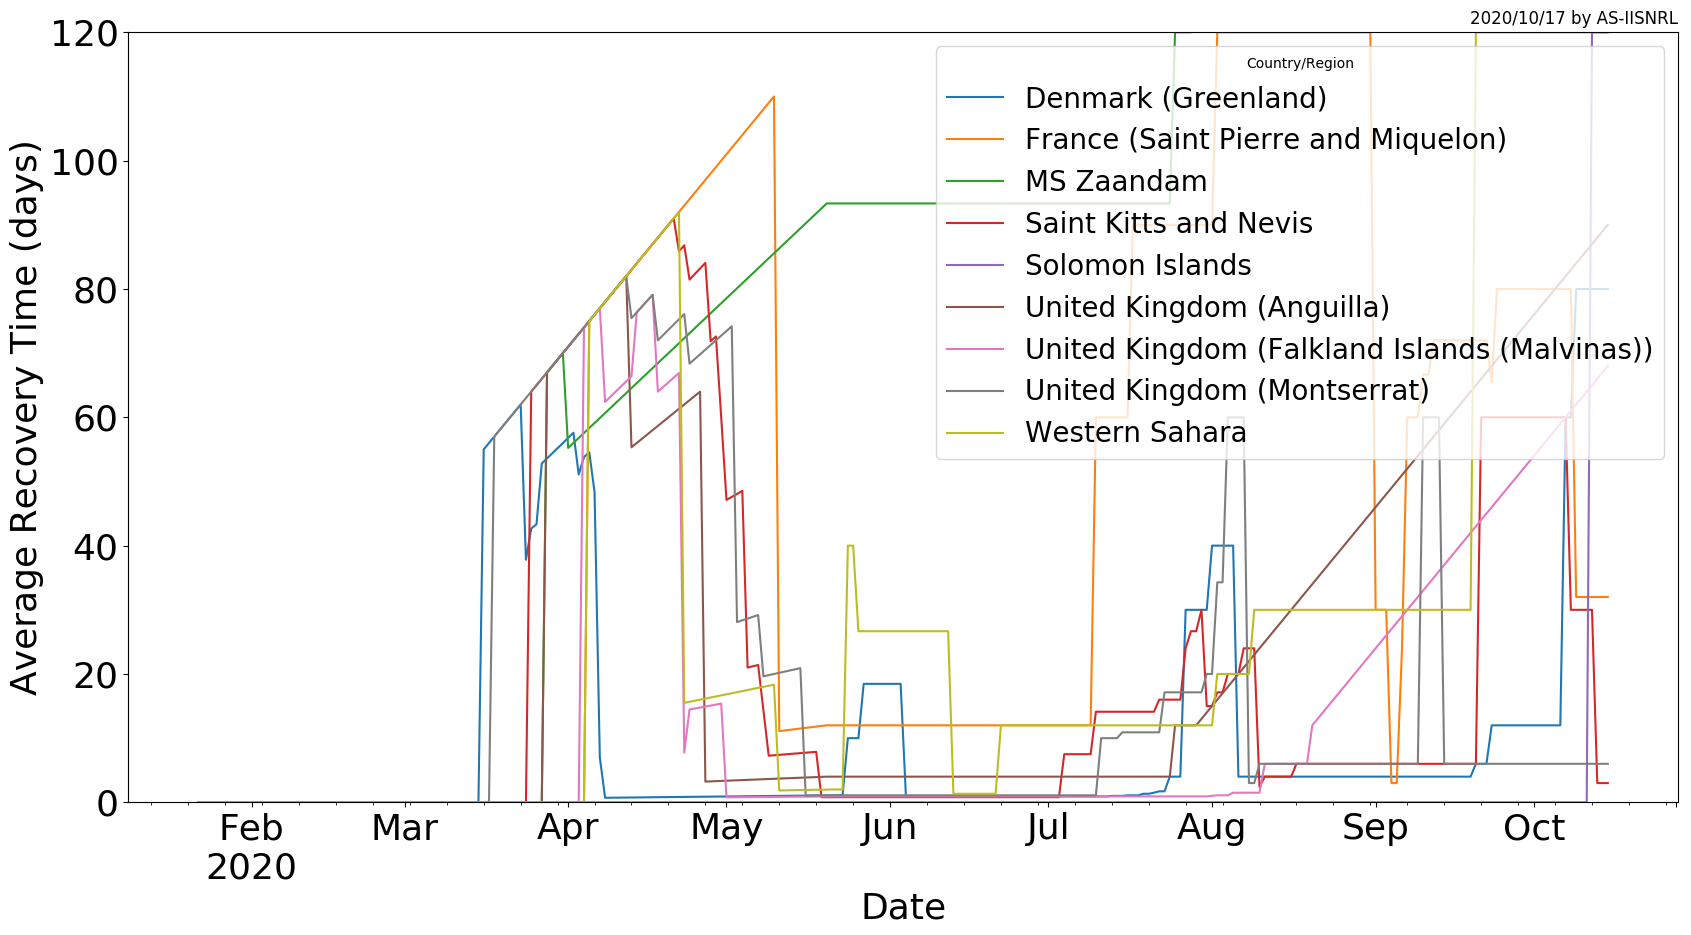 2020/10/17 by AS-IISNRL
120
100
80
60
40
20
0
Average Recovery Time (days)
Country/Region
Denmark (Greenland)
France (Saint Pierre and Miquelon)
MS Zaandam
Saint Kitts and Nevis
Solomon Islands
United Kingdom (Anguilla)
United Kingdom (Falkland Islands (Malvinas))
United Kingdom (Montserrat)
Western Sahara
Feb Mar Apr May Jun Jul Aug Sep Oct
2020
Date